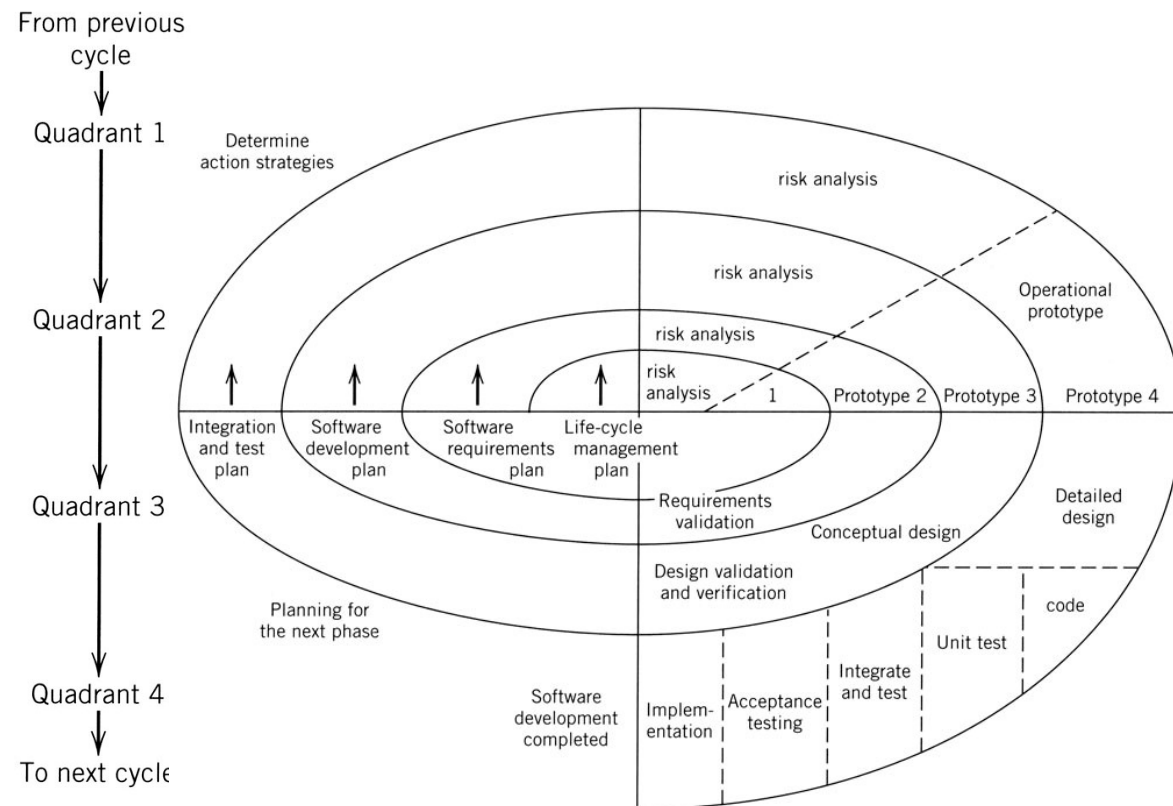 From previous
cycle
Quadrant 1
Quadrant 2
Quadrant 3
Quadrant 4
To next cycle
Determine
action strategies
risk analysis
risk analysis
risk analysis
risk
analysis
Operational
prototype
1
Prototype 2
Prototype 3
Prototype 4
Integration
and test
plan
Software
development
plan
Software
requirements
plan
Life-cycle
management
plan
Requirements
validation
Conceptual design
Detailed
design
Design validation
and verification
Planning for
the next phase
code
Unit test
Integrate
and test
Acceptance
testing
Implem-
entation
Software
development
completed